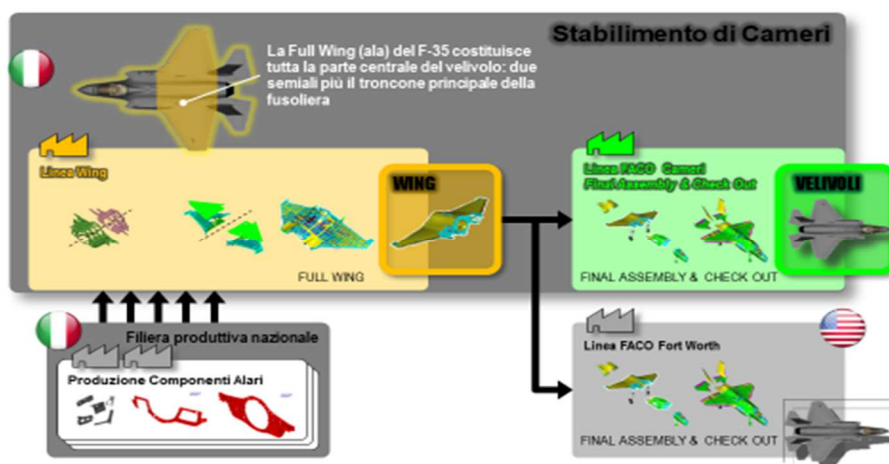 Stabilimento di Cameri
La Full Wing (ala) del F-35 costituisce
tutta la parte centrale del velivolo: due
semiali più il troncone principale della
fusoliera
Linea Wing
WING
FULL WING
Linea FACO Cameri
Final Assembly & Check Out
VELIVOLI
FINAL ASSEMBLY & CHECK OUT
Filiera produttiva nazionale
Produzione Componenti Alari
Linea FACO Fort Worth
FINAL ASSEMBLY & CHECK OUT